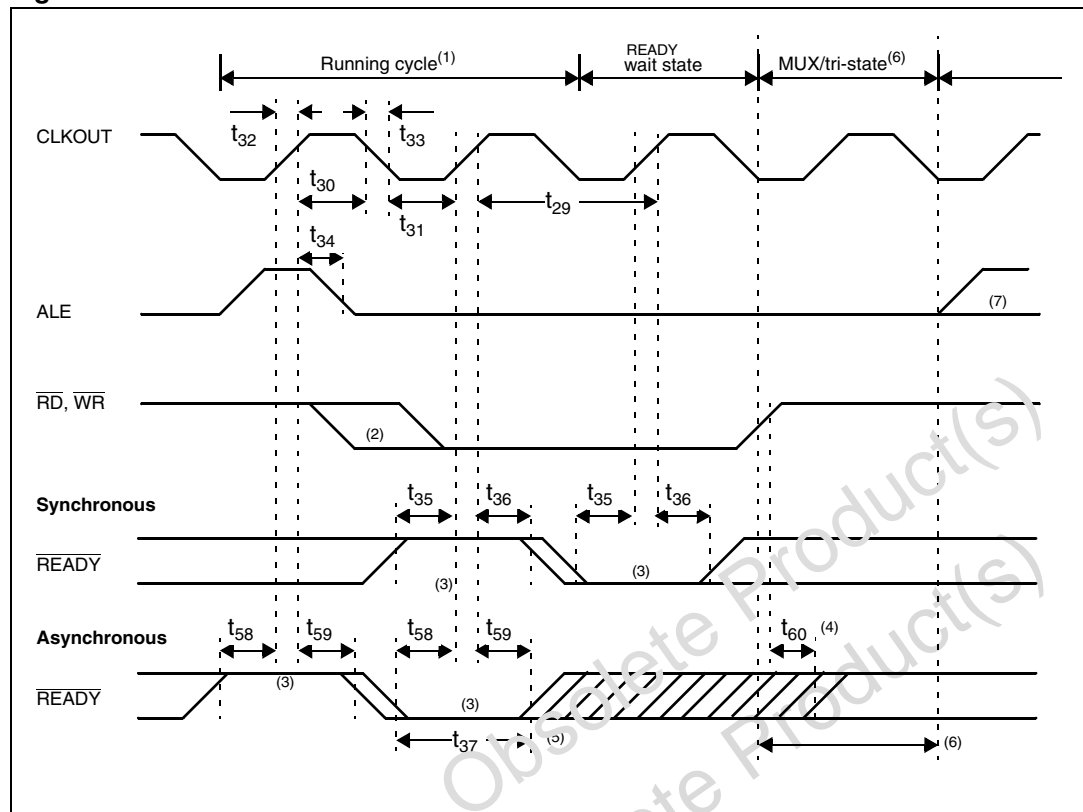 Running cycle(1)
READY
wait state
MUX/tri-state(6)
t32
t33
CLKOUT
t30
t31
t29
t34
ALE
(7)
RD, WR
(2)
Synchronous
t35
t36
t35
t36
READY
(3)
(3)
Asynchronous
t58
t59
t58
t59
t60
(4)
READY
(3)
(3)
t37
(5)
(6)
Obsolete Product(s)
Obsolete Product(s)